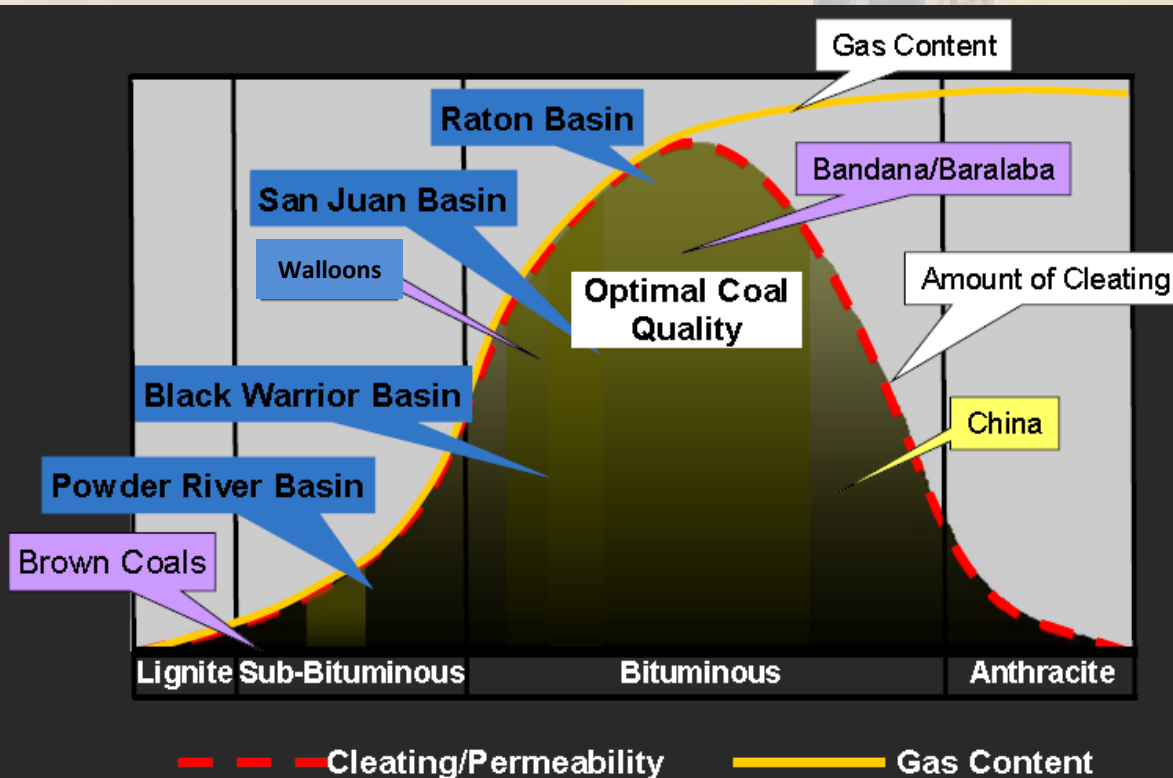 Gas Content
Raton Basin
Bandana/Baralaba
San Juan Basin
Walloons
Optimal Coal
Quality
Amount of Cleating
Black Warrior Basin
China
Powder River Basin
Brown Coals
Lignite
Sub-Bituminous
Bituminous
Anthracite
Cleating/Permeability
Gas Content